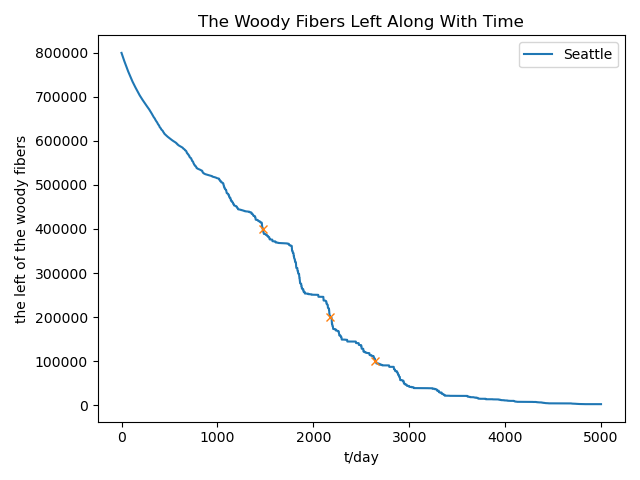 The Woody Fibers Left Along With Time
Seattle
the left of the woody fibers
800000
700000
600000
500000
400000
300000
200000
100000
0
0 1000 2000 3000 4000 5000
t/day